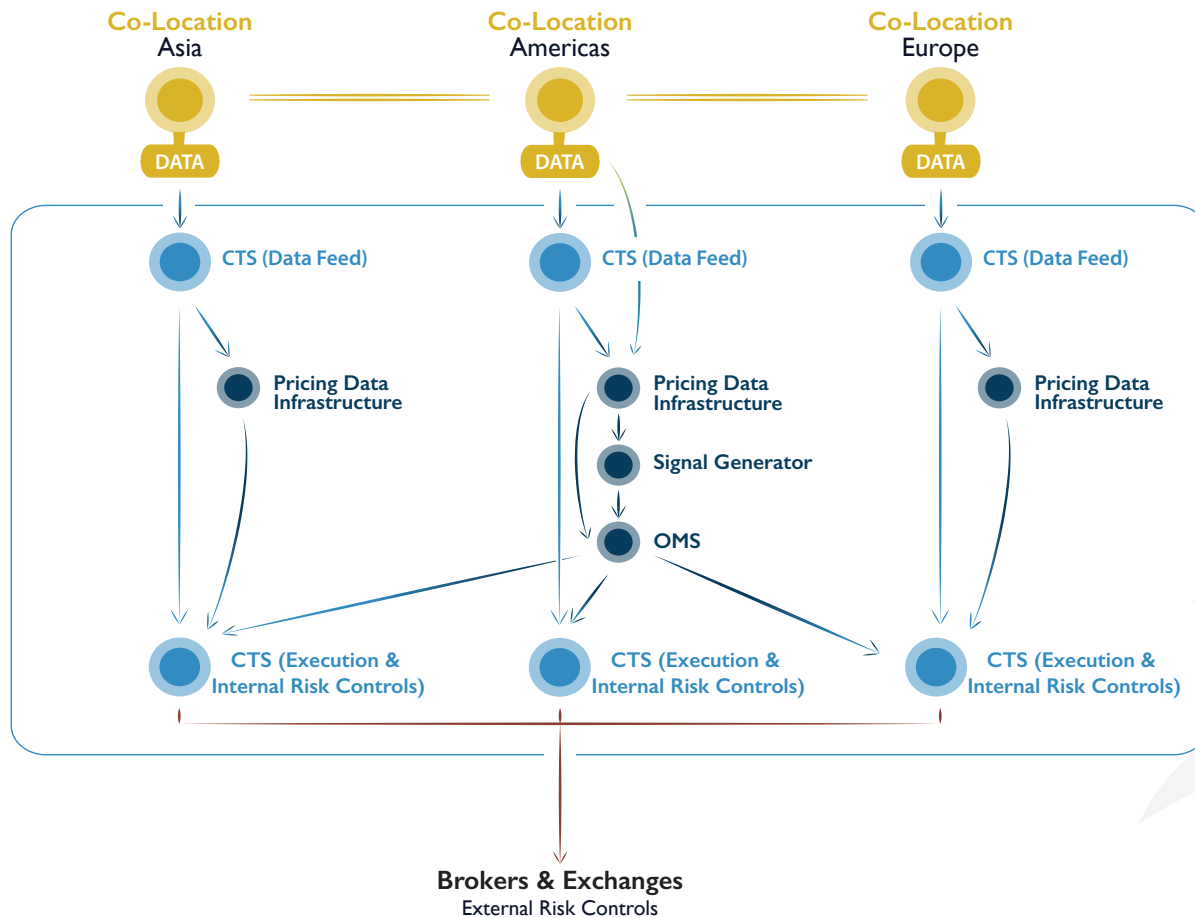 Co-Location
Asia
Co-Location
Americas
Co-Location
Europe
DATA
DATA
DATA
CTS (Data Feed)
CTS (Data Feed)
CTS (Data Feed)
Pricing Data
Infrastructure
Pricing Data
Infrastructure
Pricing Data
Infrastructure
Signal Generator
OMS
CTS (Execution &
Internal Risk Controls)
CTS (Execution &
Internal Risk Controls)
CTS (Execution &
Internal Risk Controls)
Brokers & Exchanges
External Risk Controls